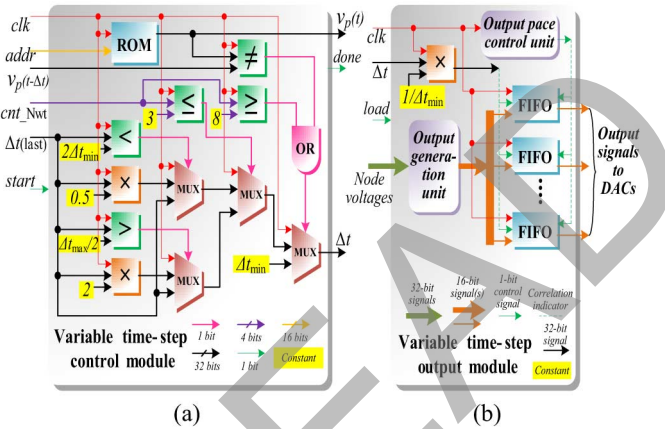 clk
addr
v_p(t-Δt)
cnt_Nwt
Δt(last)
start
ROM
≠
≤
≥
3
8
<
2Δt_min
×
0.5
>
Δt_max/2
×
2
MUX
MUX
MUX
MUX
OR
Δt_min
v_p(t)
done
Δt
Variable time-step
control module
1 bit
4 bits
16 bits
32 bits
1 bit
Constant
(a)
clk
Δt
1/Δt_min
load
Node
voltages
×
Output pace
control unit
Output
genera-
tion
unit
FIFO
FIFO
FIFO
Output
signals to
DACs
32-bit
signals
16-bit
signal(s)
1-bit
control
signal
Correlation
indicator
32-bit
signal
Constant
Variable time-step
output module
(b)